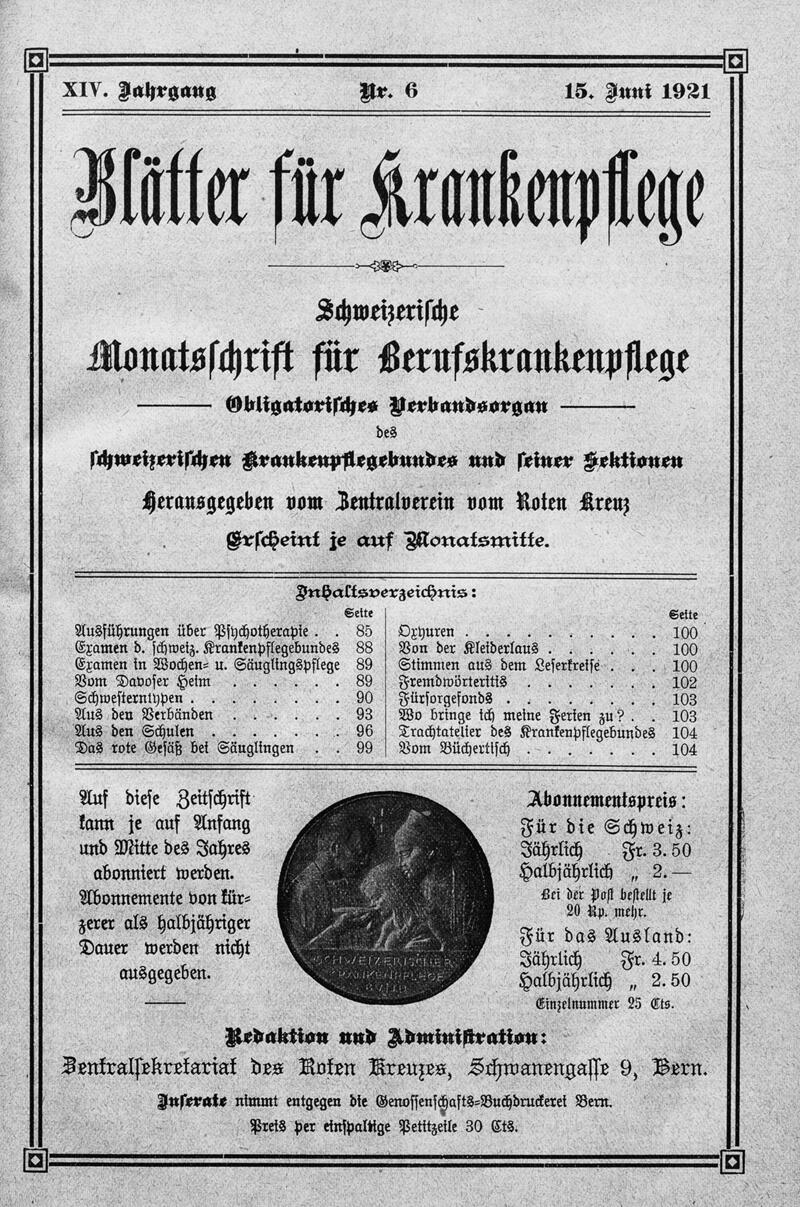 XIV. Jahrgang Nr. 6 15. Juni 1921
Blätter für Krankenpflege
Schweizerische
Monatsschrift für Berufskrankenpflege
Obligatorisches Verbandsorgan
des
schweizerischen Krankenpflegebundes und seiner Sektionen
Herausgegeben vom Zentralverein vom Roten Kreuz
Erscheint je auf Monatsmitte.
Inhaltsverzeichnis:
Seite
Ausführungen über Psychotherapie . . 85
Examen d. schweiz. Krankenpflegebundes 88
Examen in Wochen- u. Säuglingspflege 89
Vom Davoser Heim . . . . . . 89
Schwesterntypen . . . . . . . . 90
Aus den Verbänden . . . . . . 93
Aus den Schulen . . . . . . . 96
Das rote Gesäß bei Säuglingen . . 99
Seite
Oxyuren . . . . . . . . . . 100
Von der Kleiderlaus . . . . . . 100
Stimmen aus dem Leserkreise . . . 100
Fremdwörteritis . . . . . . . . 102
Fürsorgefonds . . . . . . . . 103
Wo bringe ich meine Ferien zu? . . 103
Trachtatelier des Krankenpflegebundes 104
Vom Büchertisch . . . . . . . 104
Auf diese Zeitschrift
kann je auf Anfang
und Mitte des Jahres
abonniert werden.
Abonnemente von kür-
zerer als halbjähriger
Dauer werden nicht
ausgegeben.
SCHWEIZERISCHER
KRANKENPFLEGE
BUND
Abonnementspreis:
Für die Schweiz:
Jährlich Fr. 3.50
Halbjährlich „ 2.—
Bei der Post bestellt je
20 Rp. mehr.
Für das Ausland:
Jährlich Fr. 4.50
Halbjährlich „ 2.50
Einzelnummer 25 Cts.
Redaktion und Administration:
Zentralsekretariat des Roten Kreuzes, Schwanengasse 9, Bern.
Inserate nimmt entgegen die Genossenschafts-Buchdruckerei Bern.
Preis per einspaltige Petitzeile 30 Cts.